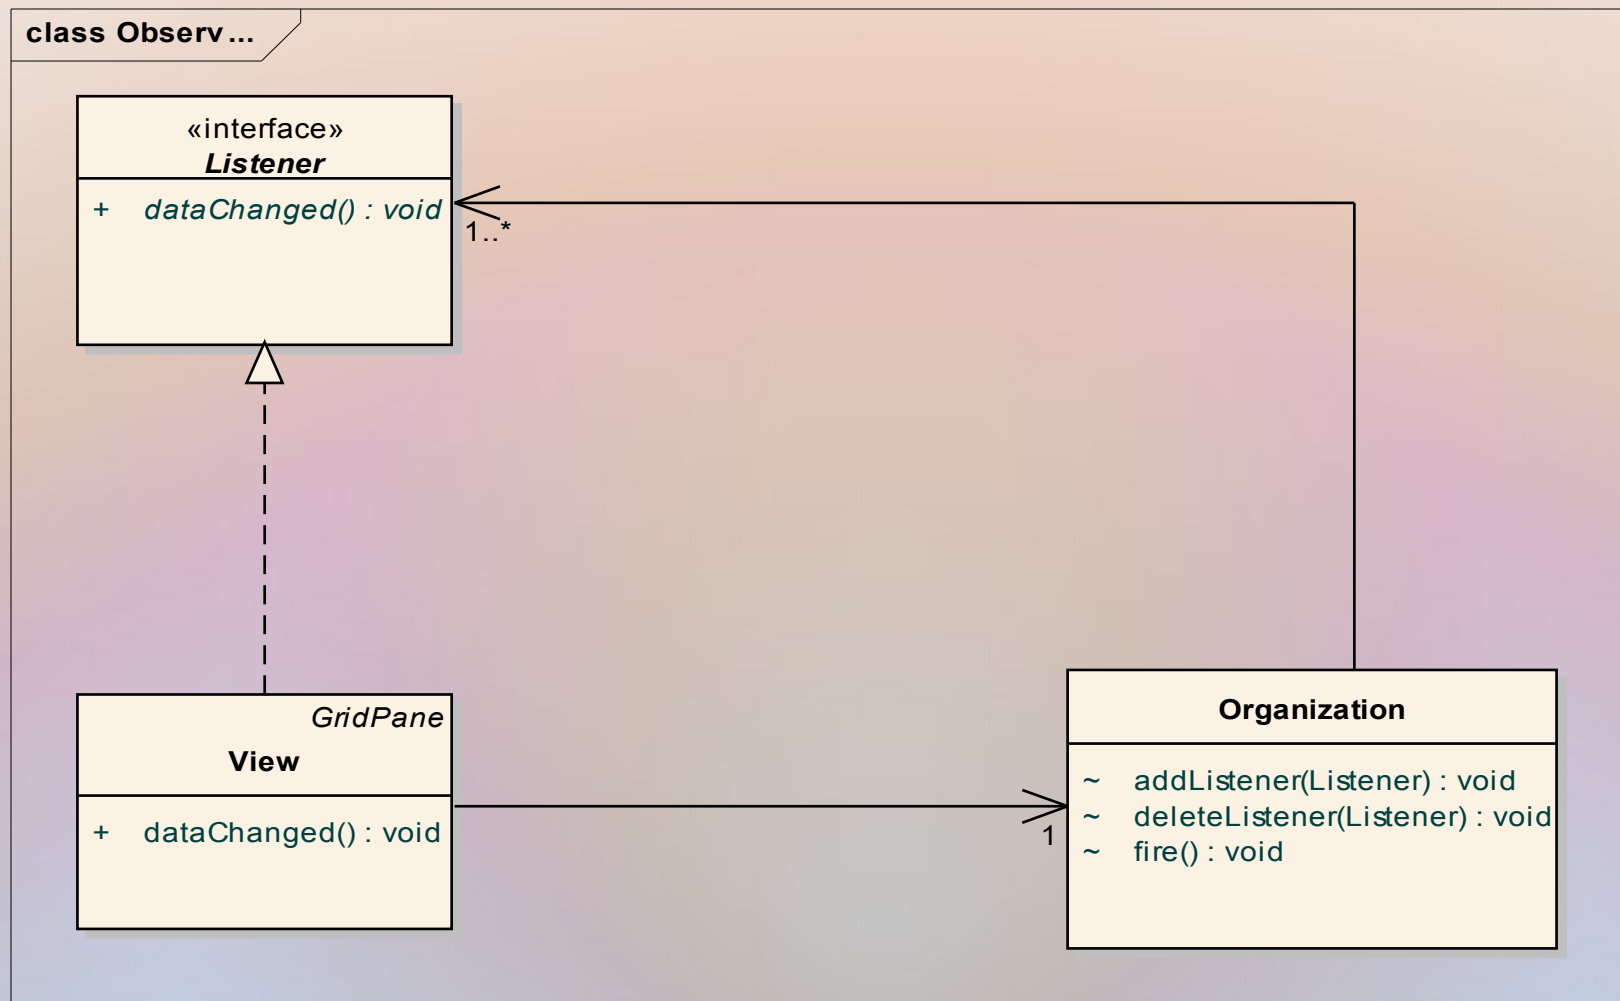 class Observ...
«interface»
Listener
+ dataChanged() : void
1..*
GridPane
View
+ dataChanged() : void
1
Organization
~ addListener(Listener) : void
~ deleteListener(Listener) : void
~ fire() : void